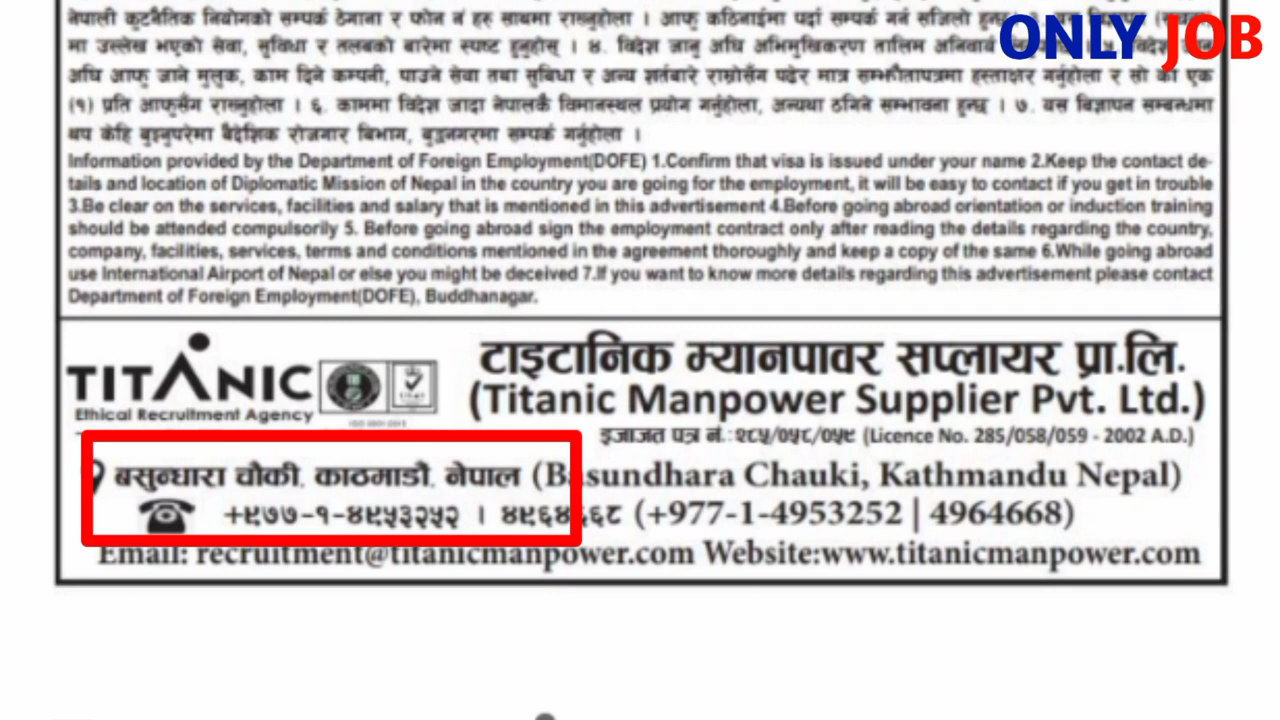 नेपाली कुटनैतिक नियोगको सम्पर्क ठेगाना र फोन नं हरु साथमा राख्नुहोला । आफु कठिनाईमा पर्दा सम्पर्क गर्न सजिलो
ONLY JOB
मा उल्लेख भएको सेवा, सुविधा र तलबको बारेमा स्पष्ट हुनुहोस् । ४. विदेश जानु अघि अभिमुखिकरण तालिम अनिवार्य
अघि आफु जाने मुलुक, काम दिने कम्पनी, पाउने सेवा तथा सुबिधा र अन्य शर्तबारे राम्रोसँग पढेर मात्र सम्झौतापत्रमा हस्ताक्षर गर्नुहोला र सो को एक
(१) प्रति आफुसँग राख्नुहोला । ६. काममा विदेश जादा नेपालकै विमानस्थल प्रयोग गर्नुहोला, अन्यथा ठगिने सम्भावना हुन्छ । ७. यस बिज्ञापन सम्बन्धमा
थप केहि बुझ्नुपरेमा बैदेशिक रोजगार बिभाग, बुद्धनगरमा सम्पर्क गर्नुहोला ।
Information provided by the Department of Foreign Employment(DOFE) 1.Confirm that visa is issued under your name 2.Keep the contact de-
tails and location of Diplomatic Mission of Nepal in the country you are going for the employment, it will be easy to contact if you get in trouble
3.Be clear on the services, facilities and salary that is mentioned in this advertisement 4.Before going abroad orientation or induction training
should be attended compulsorily 5. Before going abroad sign the employment contract only after reading the details regarding the country,
company, facilities, services, terms and conditions mentioned in the agreement thoroughly and keep a copy of the same 6.While going abroad
use International Airport of Nepal or else you might be deceived 7.If you want to know more details regarding this advertisement please contact
Department of Foreign Employment(DOFE), Buddhanagar.
TITANIC
Ethical Recruitment Agency
टाइटानिक म्यानपावर सप्लायर प्रा.लि.
(Titanic Manpower Supplier Pvt. Ltd.)
इजाजत पत्र नं.: २८५/०५८/०५९ (Licence No. 285/058/059 - 2002 A.D.)
बसुन्धारा चौकी, काठमाडौं, नेपाल (Basundhara Chauki, Kathmandu Nepal)
+९७७-१-४९५३२५२ । ४९६४६६८ (+977-1-4953252 | 4964668)
Email: recruitment@titanicmanpower.com Website:www.titanicmanpower.com